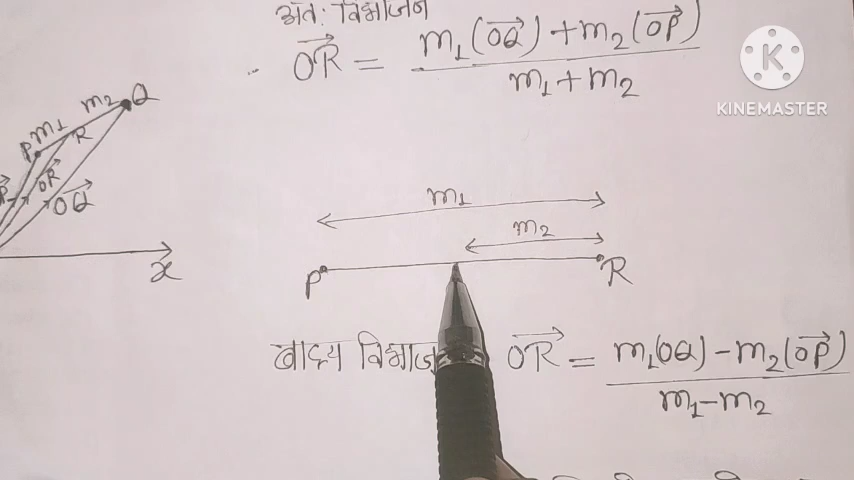 अंत: विभाजन
OR⃗ = m₁(OQ⃗) + m₂(OP⃗) / m₁ + m₂
KINEMASTER
m₂ Q
P m₁ R
OR⃗
OQ⃗
x
m₁
m₂
P R
OR⃗ = m₁(OQ) - m₂(OP⃗) / m₁ - m₂